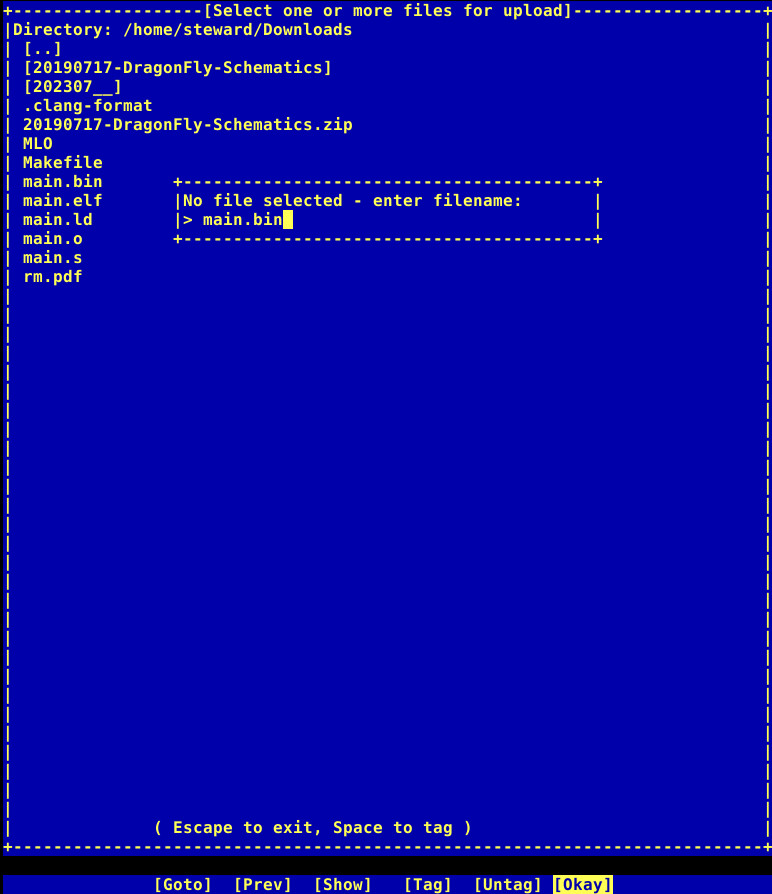 +-------------------[Select one or more files for upload]-------------------+
|Directory: /home/steward/Downloads
[..]
[20190717-DragonFly-Schematics]
[202307__]
.clang-format
20190717-DragonFly-Schematics.zip
MLO
Makefile
main.bin
main.elf
main.ld
main.o
main.s
rm.pdf
No file selected - enter filename:
> main.bin
( Escape to exit, Space to tag )
[Goto] [Prev] [Show] [Tag] [Untag] [Okay]